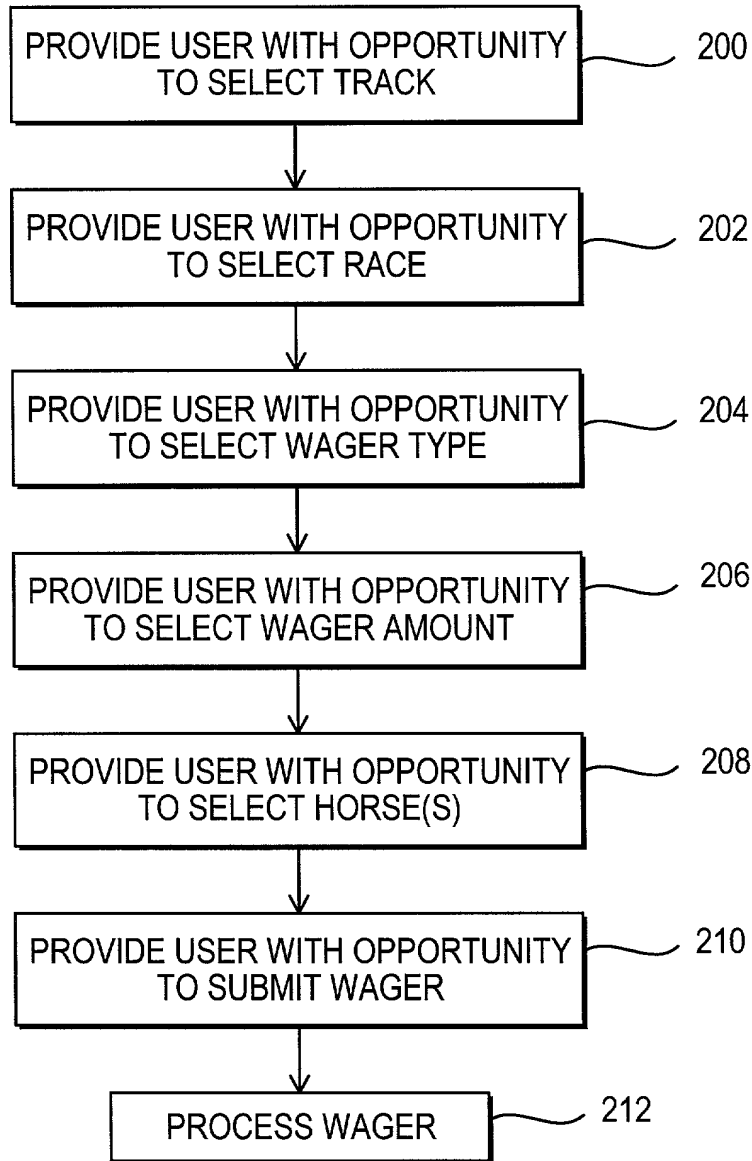 PROVIDE USER WITH OPPORTUNITY
TO SELECT TRACK
200
PROVIDE USER WITH OPPORTUNITY
TO SELECT RACE
202
PROVIDE USER WITH OPPORTUNITY
TO SELECT WAGER TYPE
204
PROVIDE USER WITH OPPORTUNITY
TO SELECT WAGER AMOUNT
206
PROVIDE USER WITH OPPORTUNITY
TO SELECT HORSE(S)
208
PROVIDE USER WITH OPPORTUNITY
TO SUBMIT WAGER
210
PROCESS WAGER
212